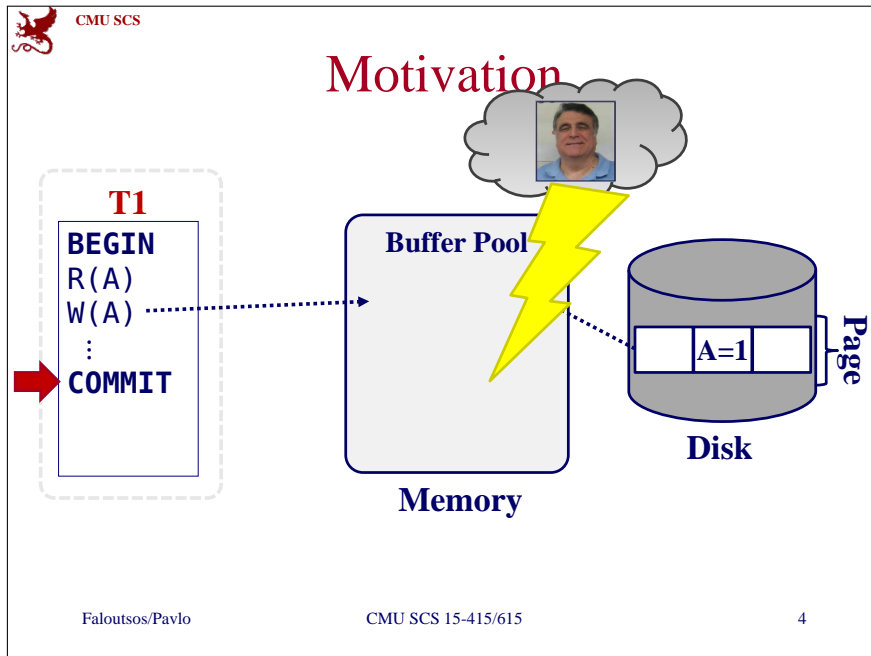 CMU SCS
Motivation
T1
BEGIN
R(A)
W(A)
⋮
COMMIT
Buffer Pool
Memory
A=1
Page
Disk
Faloutsos/Pavlo
CMU SCS 15-415/615
4